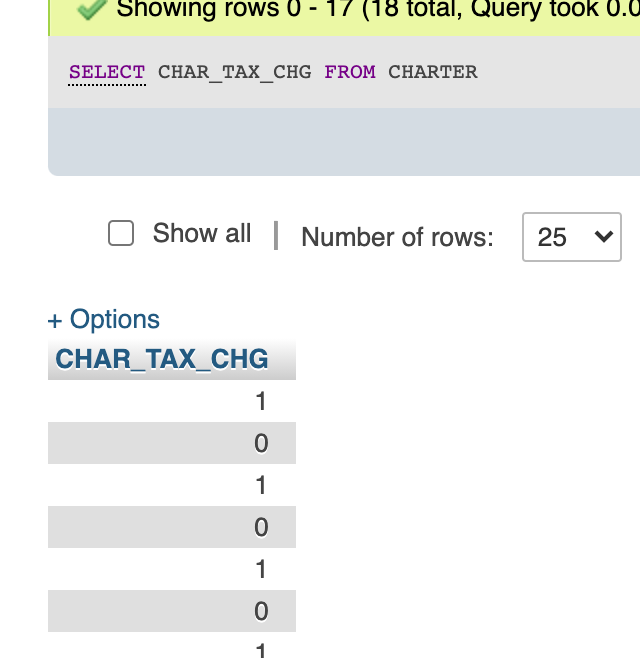 Showing rows 0 - 17 (18 total, Query took 0.0
SELECT CHAR_TAX_CHG FROM CHARTER
Show all | Number of rows: 25
+ Options
CHAR_TAX_CHG
1
0
1
0
1
0
1